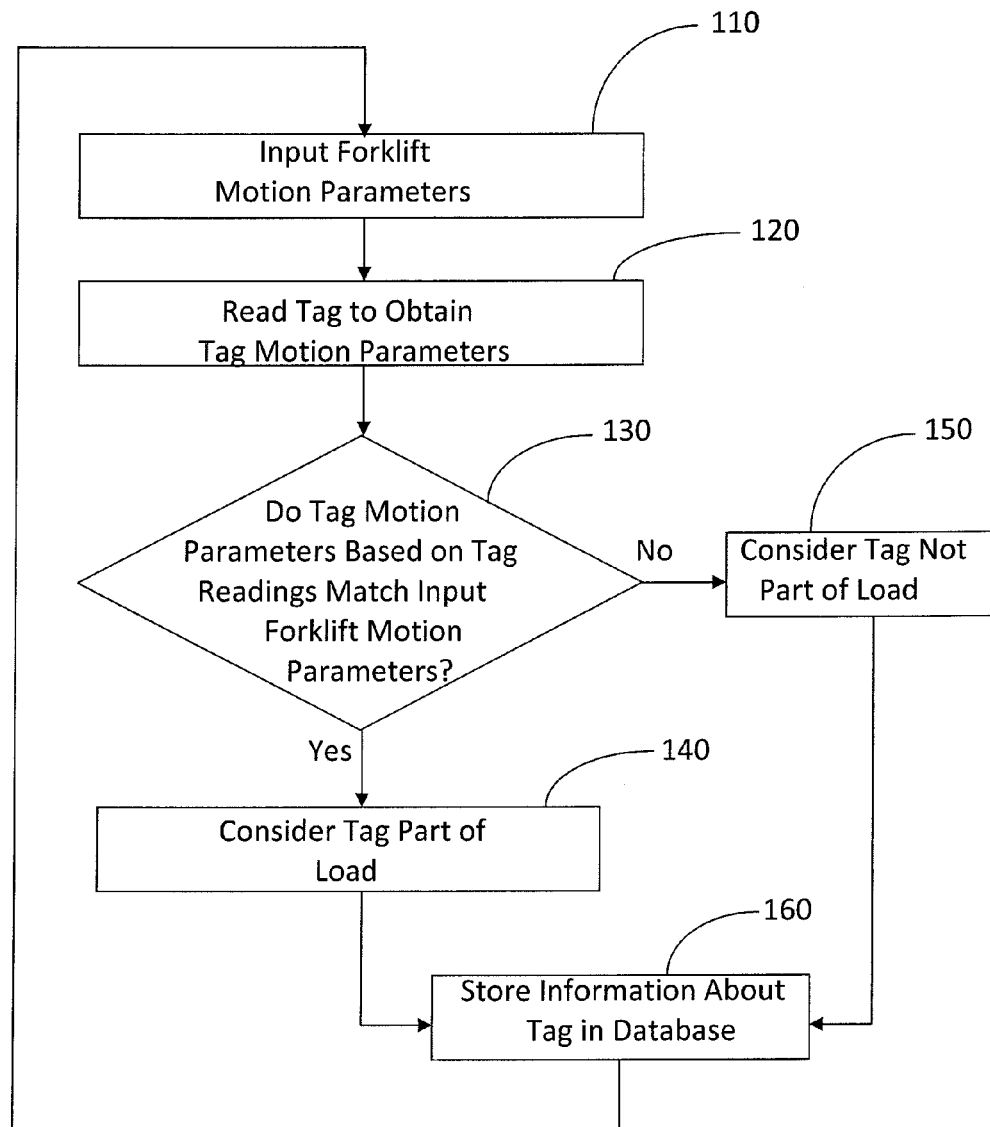 110
Input Forklift
Motion Parameters
120
Read Tag to Obtain
Tag Motion Parameters
130
Do Tag Motion
Parameters Based on Tag
Readings Match Input
Forklift Motion
Parameters?
No
150
Consider Tag Not
Part of Load
Yes
140
Consider Tag Part of
Load
160
Store Information About
Tag in Database